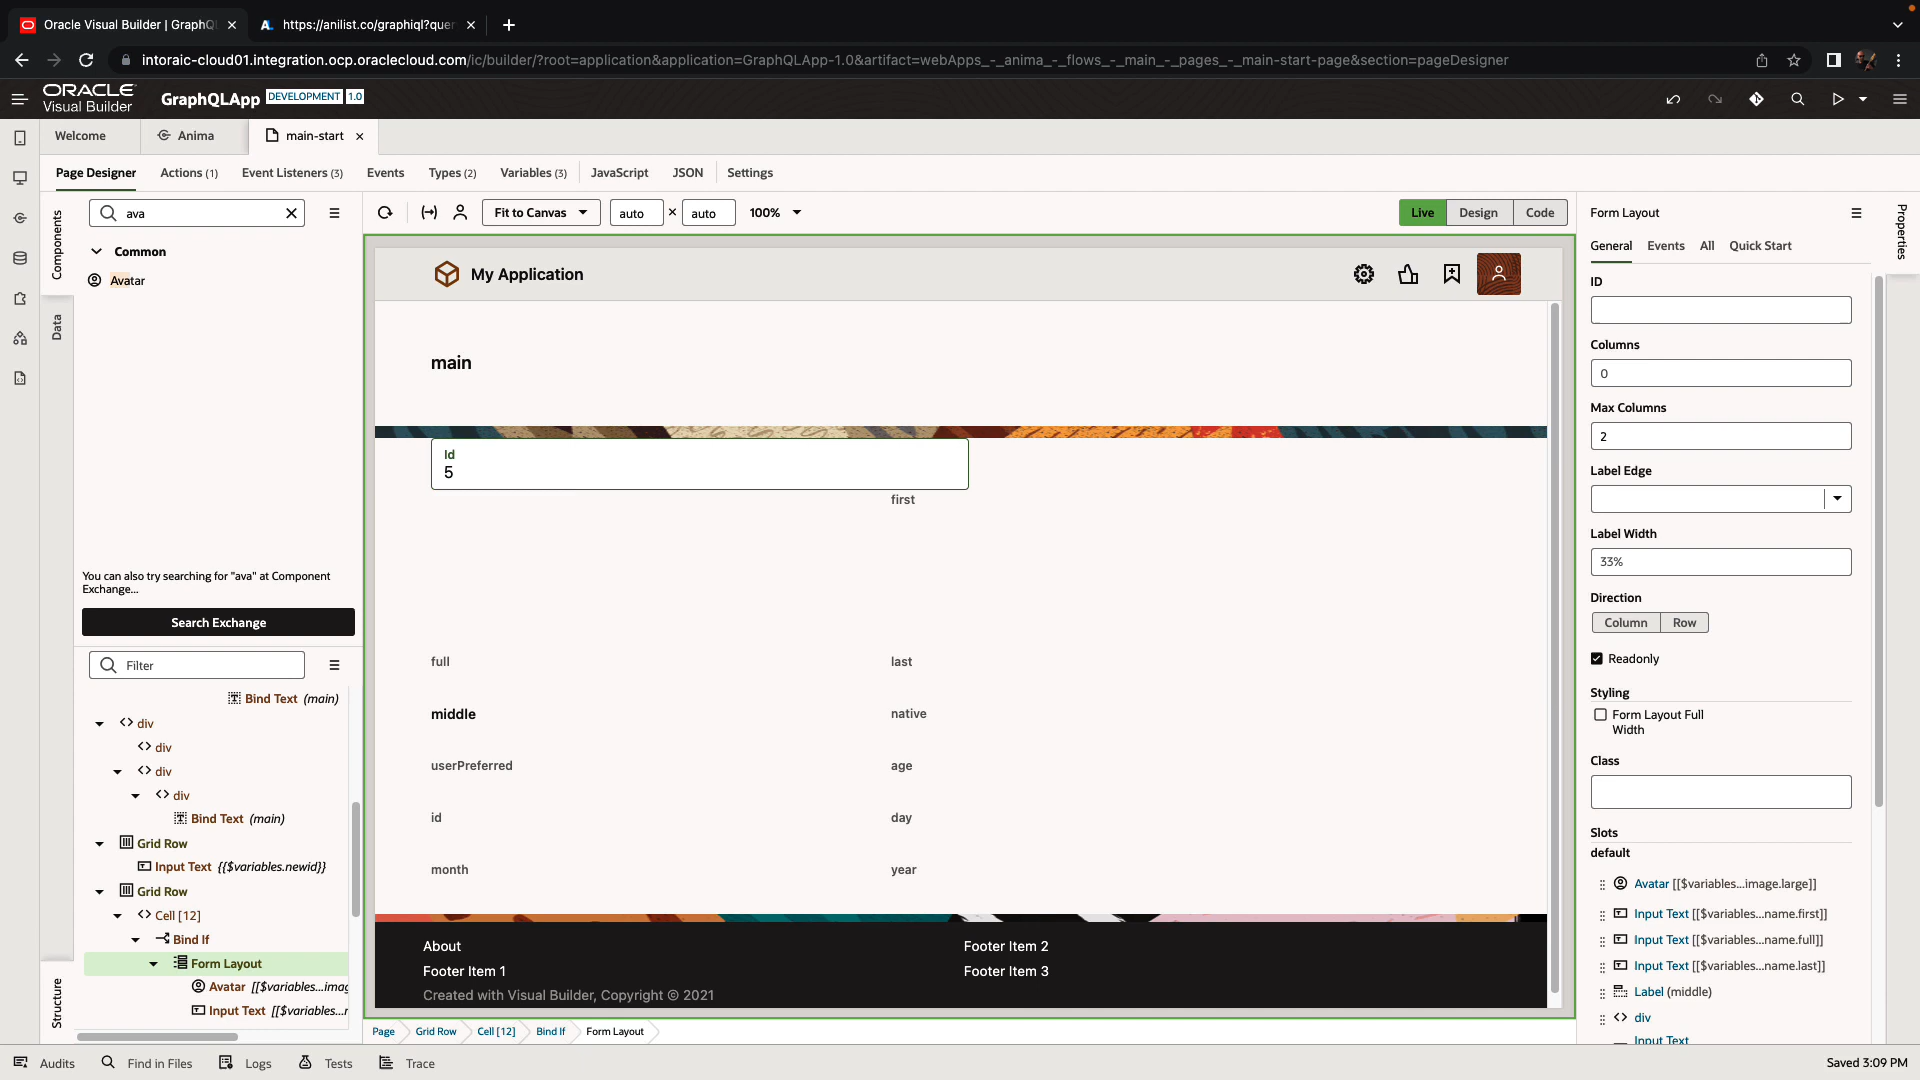 Oracle Visual Builder | GraphQL
https://anilist.co/graphiql?quer
intoraic-cloud01.integration.ocp.oraclecloud.com/ic/builder/?root=application&application=GraphQLApp-1.0&artifact=webApps_-_anima_-_flows_-_main_-_pages_-_main-start-page&section=pageDesigner
ORACLE
Visual Builder
GraphQLApp DEVELOPMENT 1.0
Welcome Anima main-start
Page Designer Actions (1) Event Listeners (3) Events Types (2) Variables (3) JavaScript JSON Settings
Components
Data
Structure
ava
Common
Avatar
You can also try searching for "ava" at Component
Exchange...
Search Exchange
Filter
Bind Text (main)
div
div
div
div
Bind Text (main)
Grid Row
Input Text {{$variables.newid}}
Grid Row
Cell [12]
Bind If
Form Layout
Avatar [[$variables...imag
Input Text [[$variables...r
Fit to Canvas auto × auto 100%
Live Design Code
My Application
main
Id
5
first
full
last
middle
native
userPreferred
age
id
day
month
year
About
Footer Item 2
Footer Item 1
Footer Item 3
Created with Visual Builder, Copyright © 2021
Page Grid Row Cell [12] Bind If Form Layout
Form Layout
Properties
General Events All Quick Start
ID
Columns
0
Max Columns
2
Label Edge
Label Width
33%
Direction
Column Row
Readonly
Styling
Form Layout Full
Width
Class
Slots
default
Avatar [[$variables...image.large]]
Input Text [[$variables...name.first]]
Input Text [[$variables...name.full]]
Input Text [[$variables...name.last]]
Label (middle)
div
Input Text
Audits Find in Files Logs Tests Trace
Saved 3:09 PM